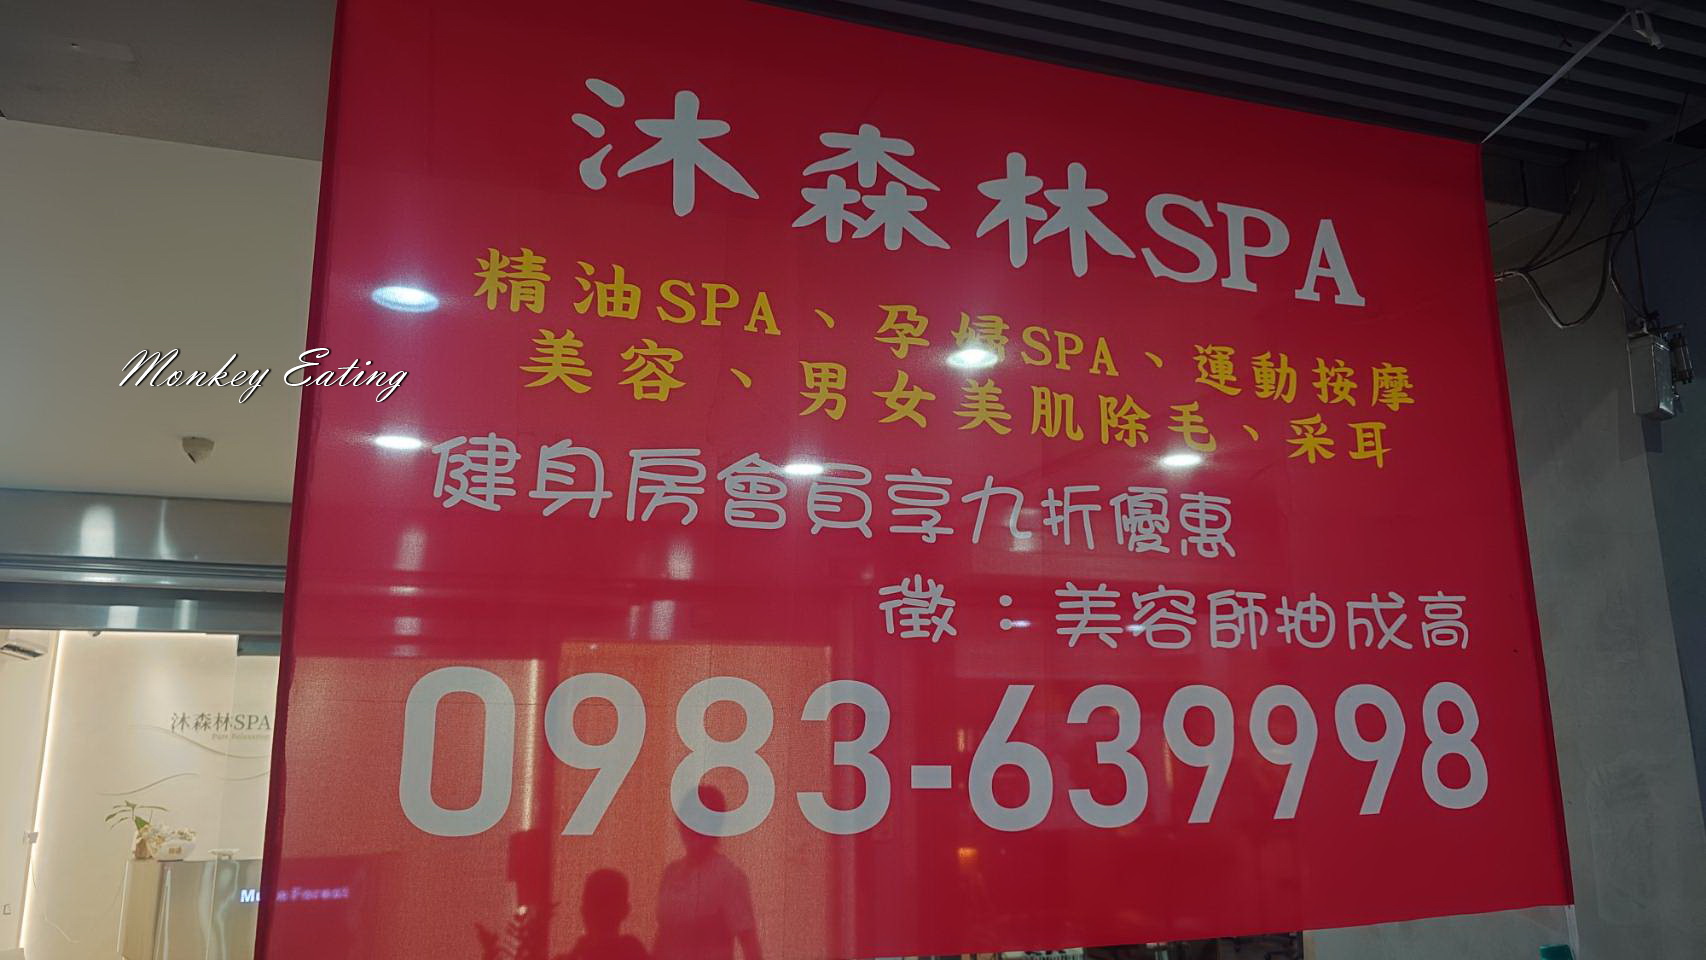 沐森林SPA
精油SPA、孕婦SPA、運動按摩
美容、男女美肌除毛、采耳
健身房會員享九折優惠
徵：美容師抽成高
0983-639998
Monkey Eating
沐森林SPA
Pure Relaxation
Forest